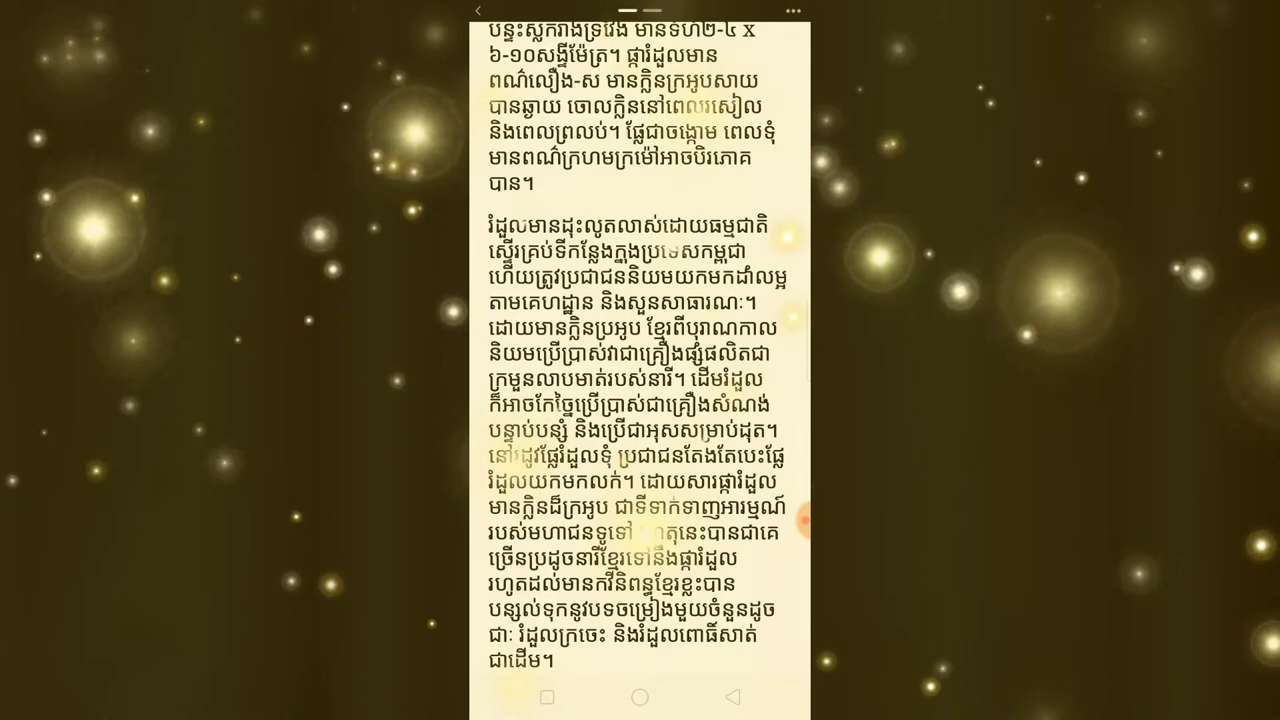 បន្ទះស្លឹករាងទ្រវែង មានទំហំ២-៤ x
៦-១០សង់ទីម៉ែត្រ។ ផ្ការំដួលមាន
ពណ៌លឿង-ស មានក្លិនក្រអូបសាយ
បានឆ្ងាយ ចោលក្លិននៅពេលរសៀល
និងពេលព្រលប់។ ផ្លែជាចង្កោម ពេលទុំ
មានពណ៌ក្រហមក្រម៉ៅអាចបិរភោគ
បាន។
រំដួលមានដុះលូតលាស់ដោយធម្មជាតិ
ស្ទើរគ្រប់ទីកន្លែងក្នុងប្រទេសកម្ពុជា
ហើយត្រូវប្រជាជននិយមយកមកដាំលម្អ
តាមគេហដ្ឋាន និងសួនសាធារណៈ។
ដោយមានក្លិនប្រអូប ខ្មែរពីបុរាណកាល
និយមប្រើប្រាស់វាជាគ្រឿងផ្សំផលិតជា
ក្រមួនលាបមាត់របស់នារី។ ដើមរំដួល
ក៏អាចកែច្នៃប្រើប្រាស់ជាគ្រឿងសំណង់
បន្ទាប់បន្សំ និងប្រើជាអុសសម្រាប់ដុត។
នៅរដូវផ្លែរំដួលទុំ ប្រជាជនតែងតែបេះផ្លែ
រំដួលយកមកលក់។ ដោយសារផ្ការំដួល
មានក្លិនដ៏ក្រអូប ជាទីទាក់ទាញអារម្មណ៍
របស់មហាជនទូទៅ ហេតុនេះបានជាគេ
ច្រើនប្រដូចនារីខ្មែរទៅនឹងផ្ការំដួល
រហូតដល់មានកវីនិពន្ធខ្មែរខ្លះបាន
បន្សល់ទុកនូវបទចម្រៀងមួយចំនួនដូច
ជាៈ រំដួលក្រចេះ និងរំដួលពោធិ៍សាត់
ជាដើម។